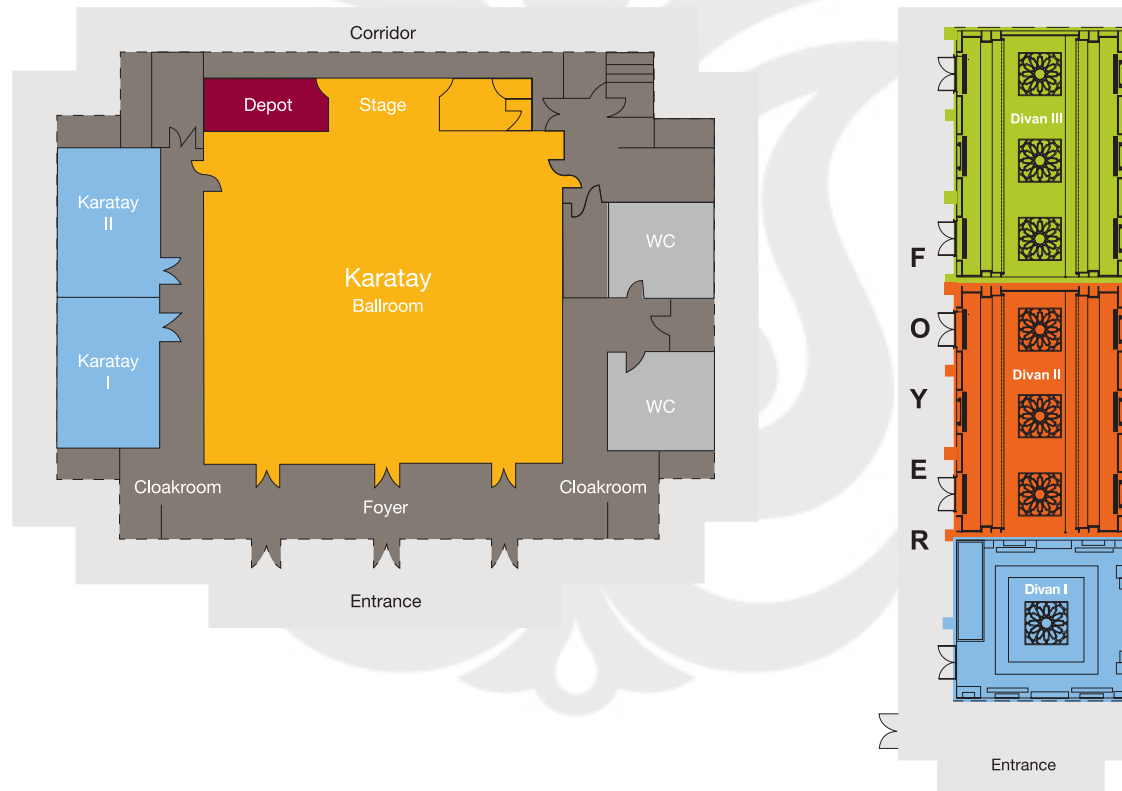 Corridor
Depot
Stage
Karatay
II
WC
Karatay
Ballroom
Karatay
I
WC
Cloakroom
Cloakroom
Foyer
Entrance
Divan III
F
O
Y
E
R
Divan II
Divan I
Entrance